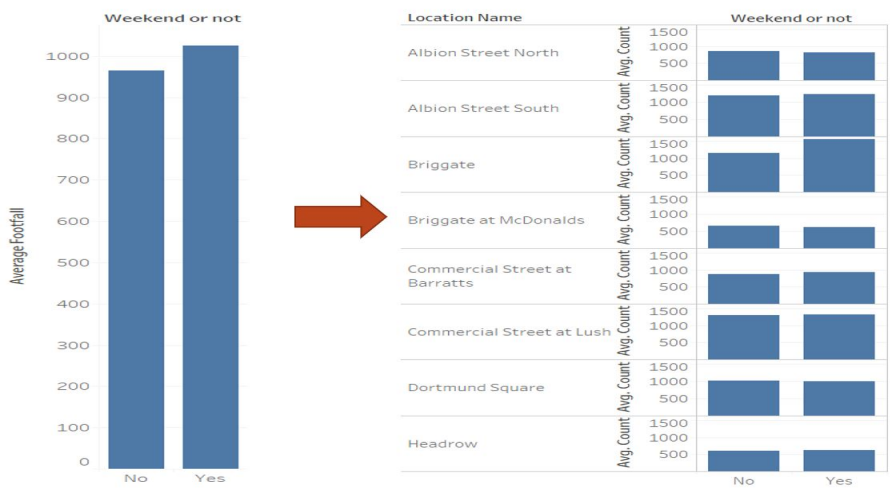 Weekend or not
Average Footfall
1000
900
800
700
600
500
400
300
200
100
0
No Yes
Location Name Weekend or not
Albion Street North
Avg. Count
1500
1000
500
Albion Street South
Avg. Count
1500
1000
500
Briggate
Avg. Count
1500
1000
500
Briggate at McDonalds
Avg. Count
1500
1000
500
Commercial Street at
Barratts
Avg. Count
1500
1000
500
Commercial Street at Lush
Avg. Count
1500
1000
500
Dortmund Square
Avg. Count
1500
1000
500
Headrow
Avg. Count
1500
1000
500
No Yes